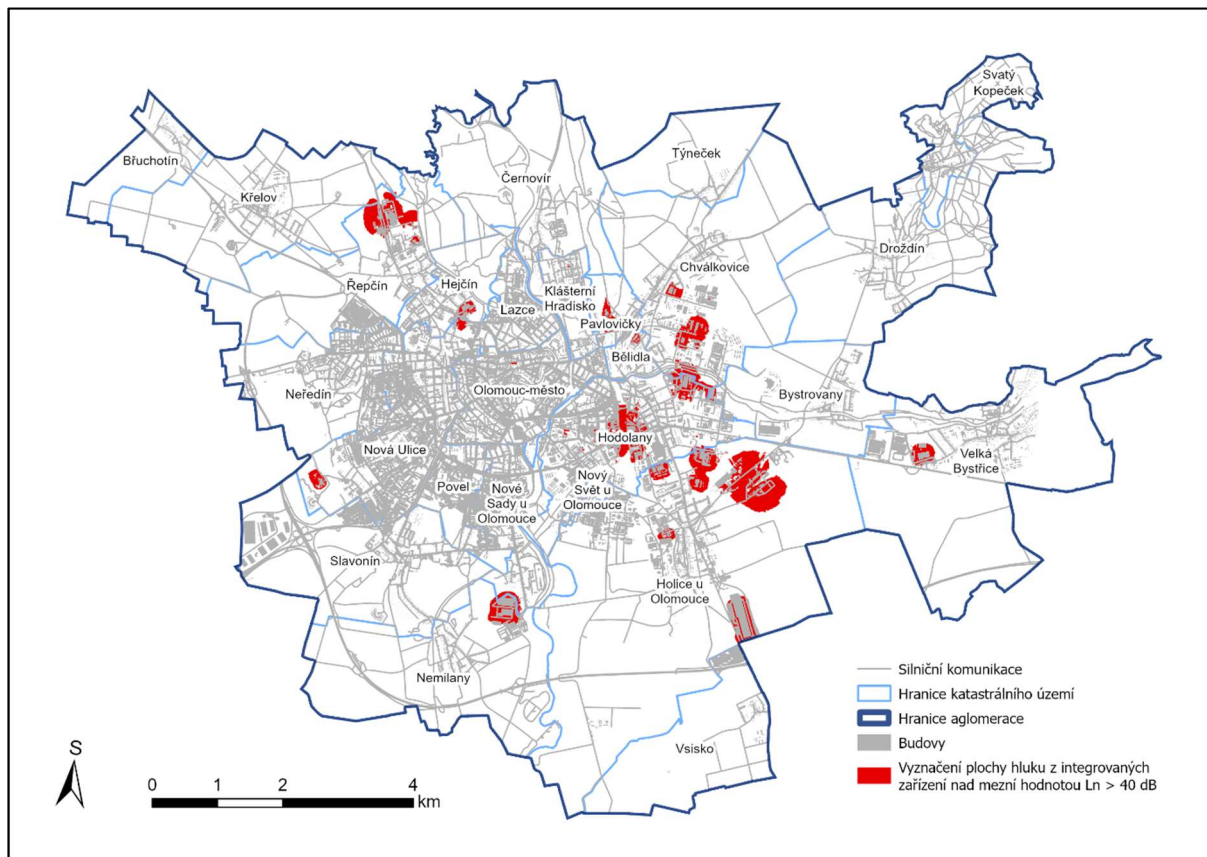 Svatý
Kopeček
Týneček
Břuchotín
Černovír
Křelov
Droždín
Chválkovice
Řepčín
Hejčín
Klášterní
Hradisko
Lazce
Pavlovičky
Bělidla
Neředín
Olomouc-město
Bystrovany
Hodolany
Nová Ulice
Velká
Bystřice
Povel
Nové
Sady u
Olomouce
Nový
Svět u
Olomouce
Slavonín
Holice u
Olomouce
Nemilany
Vsisko
S
0 1 2 4
km
Silniční komunikace
Hranice katastrálního území
Hranice aglomerace
Budovy
Vyznačení plochy hluku z integrovaných
zařízení nad mezní hodnotou Ln > 40 dB